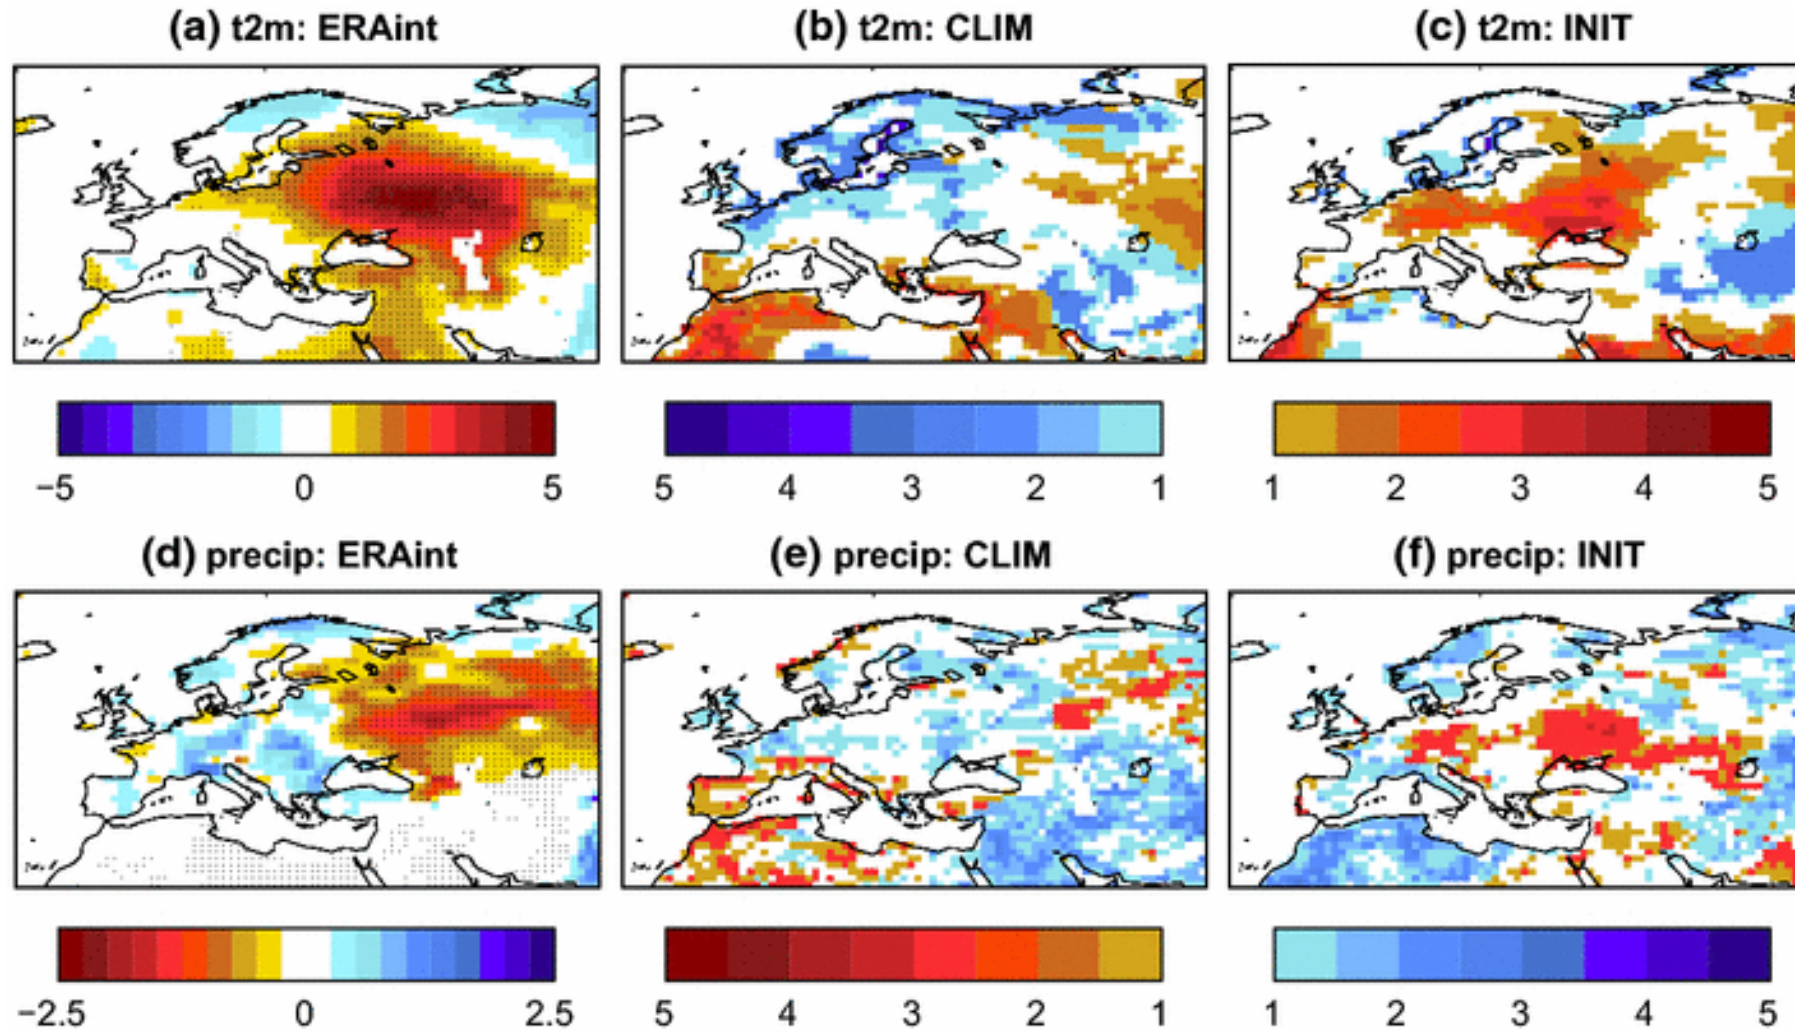 (a) t2m: ERAint (b) t2m: CLIM (c) t2m: INIT
−5 0 5 5 4 3 2 1 1 2 3 4 5
(d) precip: ERAint (e) precip: CLIM (f) precip: INIT
−2.5 0 2.5 5 4 3 2 1 1 2 3 4 5